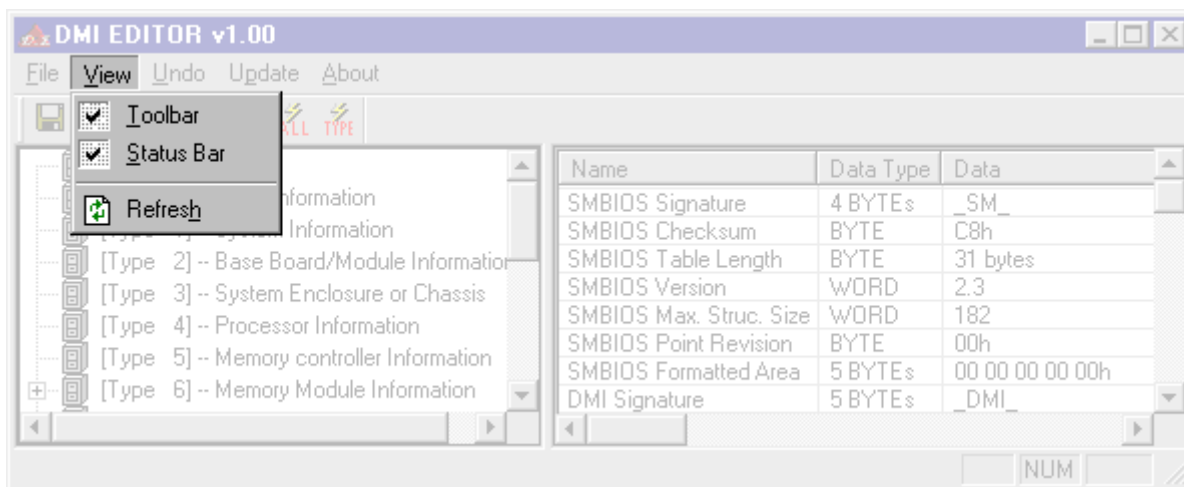 DMI EDITOR v1.00
File View Undo Update About
Toolbar
Status Bar
Refresh
ALL TYPE
nformation
[Type 1] -- System Information
[Type 2] -- Base Board/Module Information
[Type 3] -- System Enclosure or Chassis
[Type 4] -- Processor Information
[Type 5] -- Memory controller Information
[Type 6] -- Memory Module Information
Name Data Type Data
SMBIOS Signature 4 BYTEs _SM_
SMBIOS Checksum BYTE C8h
SMBIOS Table Length BYTE 31 bytes
SMBIOS Version WORD 2.3
SMBIOS Max. Struc. Size WORD 182
SMBIOS Point Revision BYTE 00h
SMBIOS Formatted Area 5 BYTEs 00 00 00 00 00h
DMI Signature 5 BYTEs _DMI_
NUM